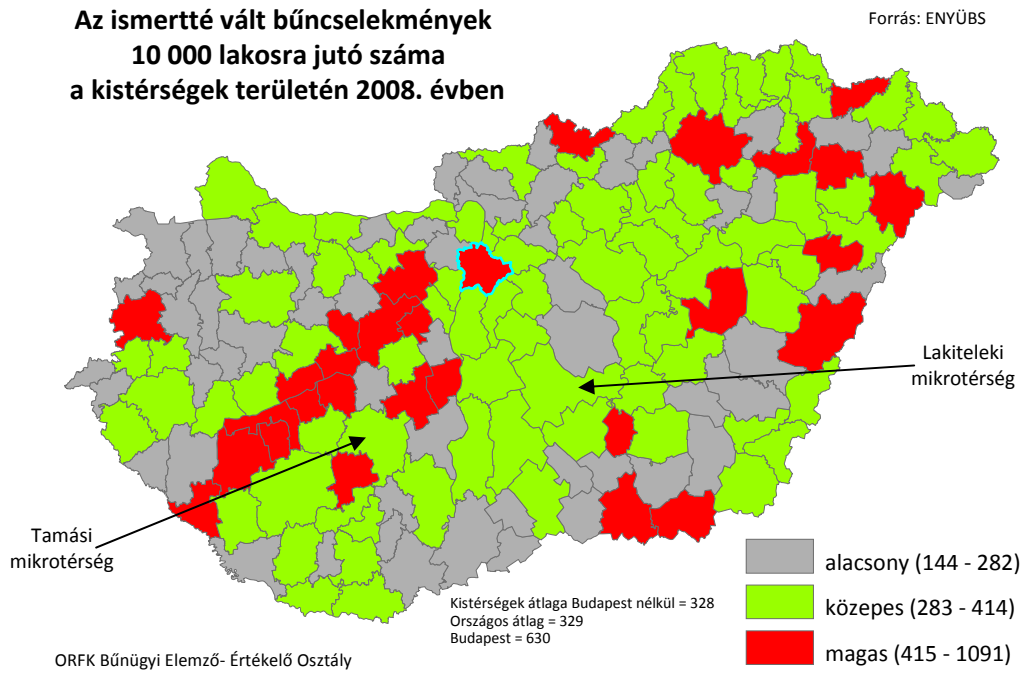 Az ismertté vált bűncselekmények
10 000 lakosra jutó száma
a kistérségek területén 2008. évben
Forrás: ENYÜBS
Lakiteleki
mikrotérség
Tamási
mikrotérség
Kistérségek átlaga Budapest nélkül = 328
Országos átlag = 329
Budapest = 630
alacsony (144 - 282)
közepes (283 - 414)
magas (415 - 1091)
ORFK Bűnügyi Elemző- Értékelő Osztály